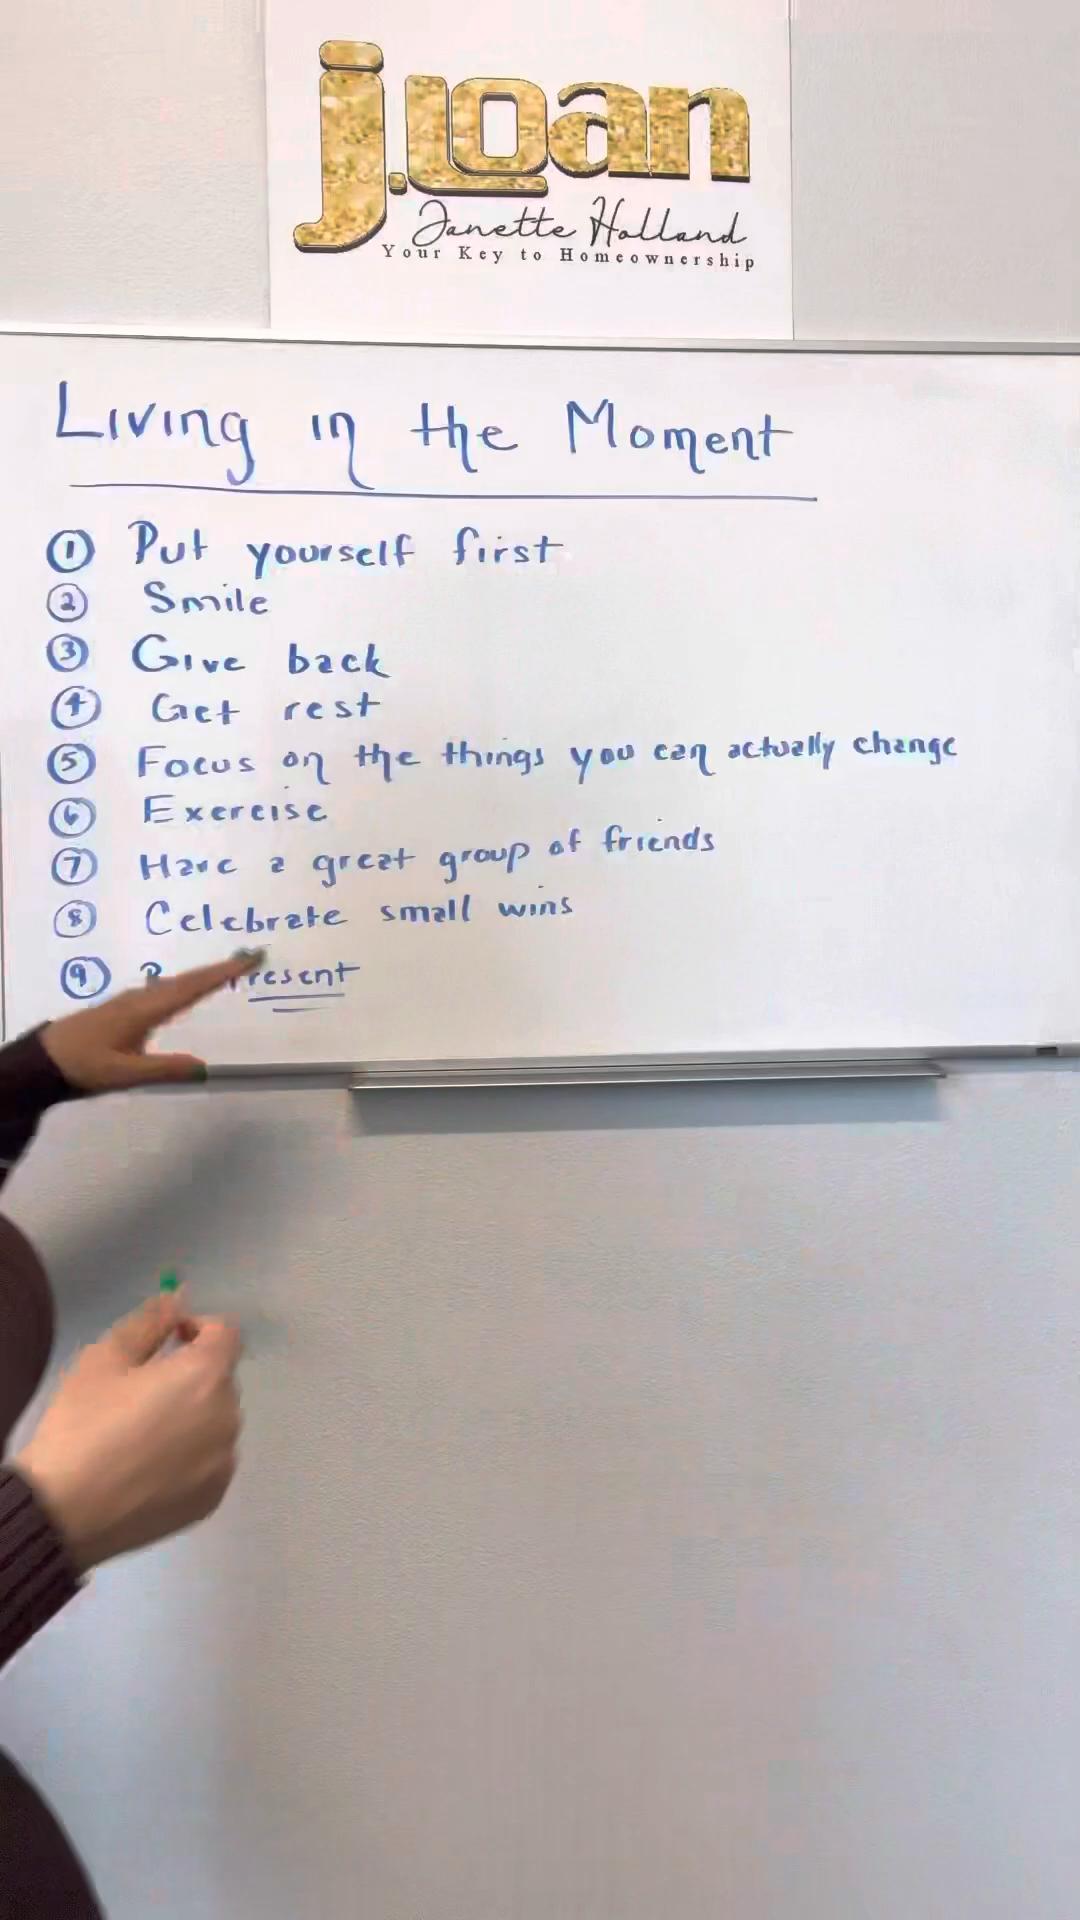 j.Loan
Janette Holland
Your Key to Homeownership
Living in the Moment
1 Put yourself first
2 Smile
3 Give back
4 Get rest
5 Focus on the things you can actually change
6 Exercise
7 Have a great group of friends
8 Celebrate small wins
9 Present